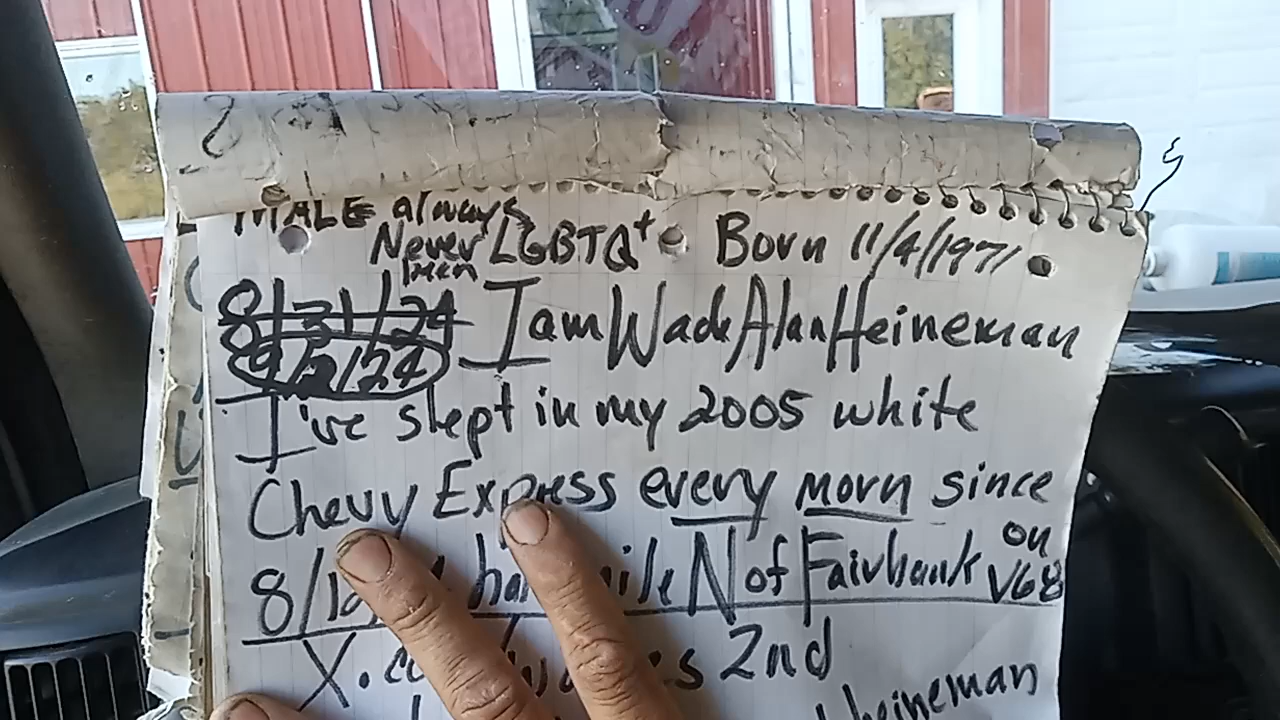 MALE always
Never been LGBTQ+ Born 11/4/1971
8/31/24
9/2/24 I am Wade Alan Heineman
I've slept in my 2005 white
Chevy Express every morn since
8/1 mile N of Fairbank on V68
X. 2nd
heineman